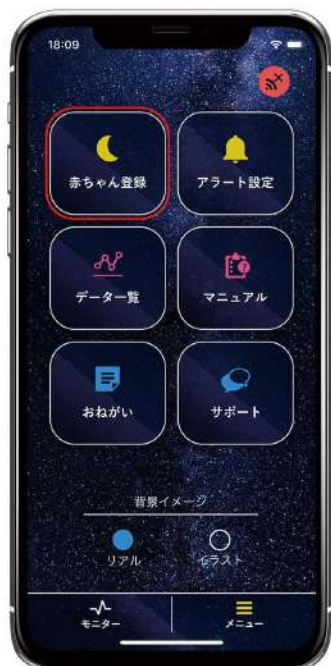 18:09
赤ちゃん登録
アラート設定
データ一覧
マニュアル
おねがい
サポート
背景イメージ
リアル
イラスト
モニター
メニュー